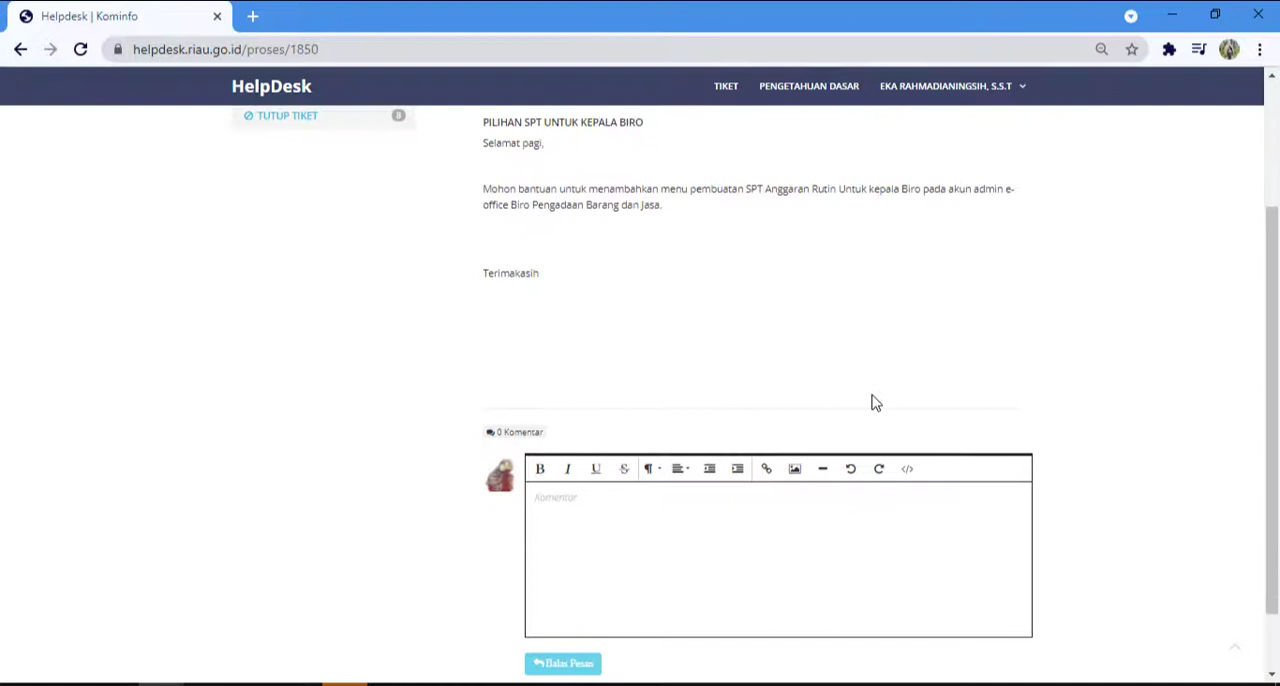 Helpdesk | Kominfo
helpdesk.riau.go.id/proses/1850
HelpDesk
TIKET
PENGETAHUAN DASAR
EKA RAHMADIANINGSIH, S.S.T
TUTUP TIKET
8
PILIHAN SPT UNTUK KEPALA BIRO
Selamat pagi,
Mohon bantuan untuk menambahkan menu pembuatan SPT Anggaran Rutin Untuk kepala Biro pada akun admin e-
office Biro Pengadaan Barang dan Jasa.
Terimakasih
0 Komentar
B I U S
Komentar
Balas Pesan